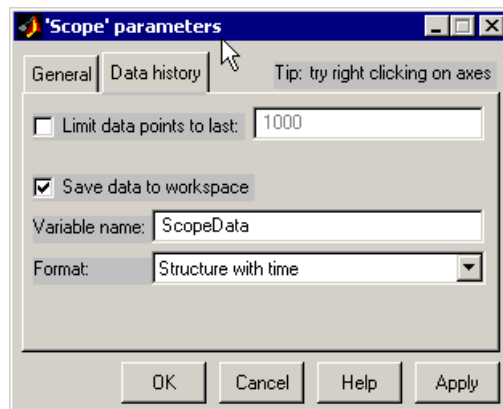 'Scope' parameters
General Data history Tip: try right clicking on axes
Limit data points to last: 1000
Save data to workspace
Variable name: ScopeData
Format: Structure with time
OK Cancel Help Apply